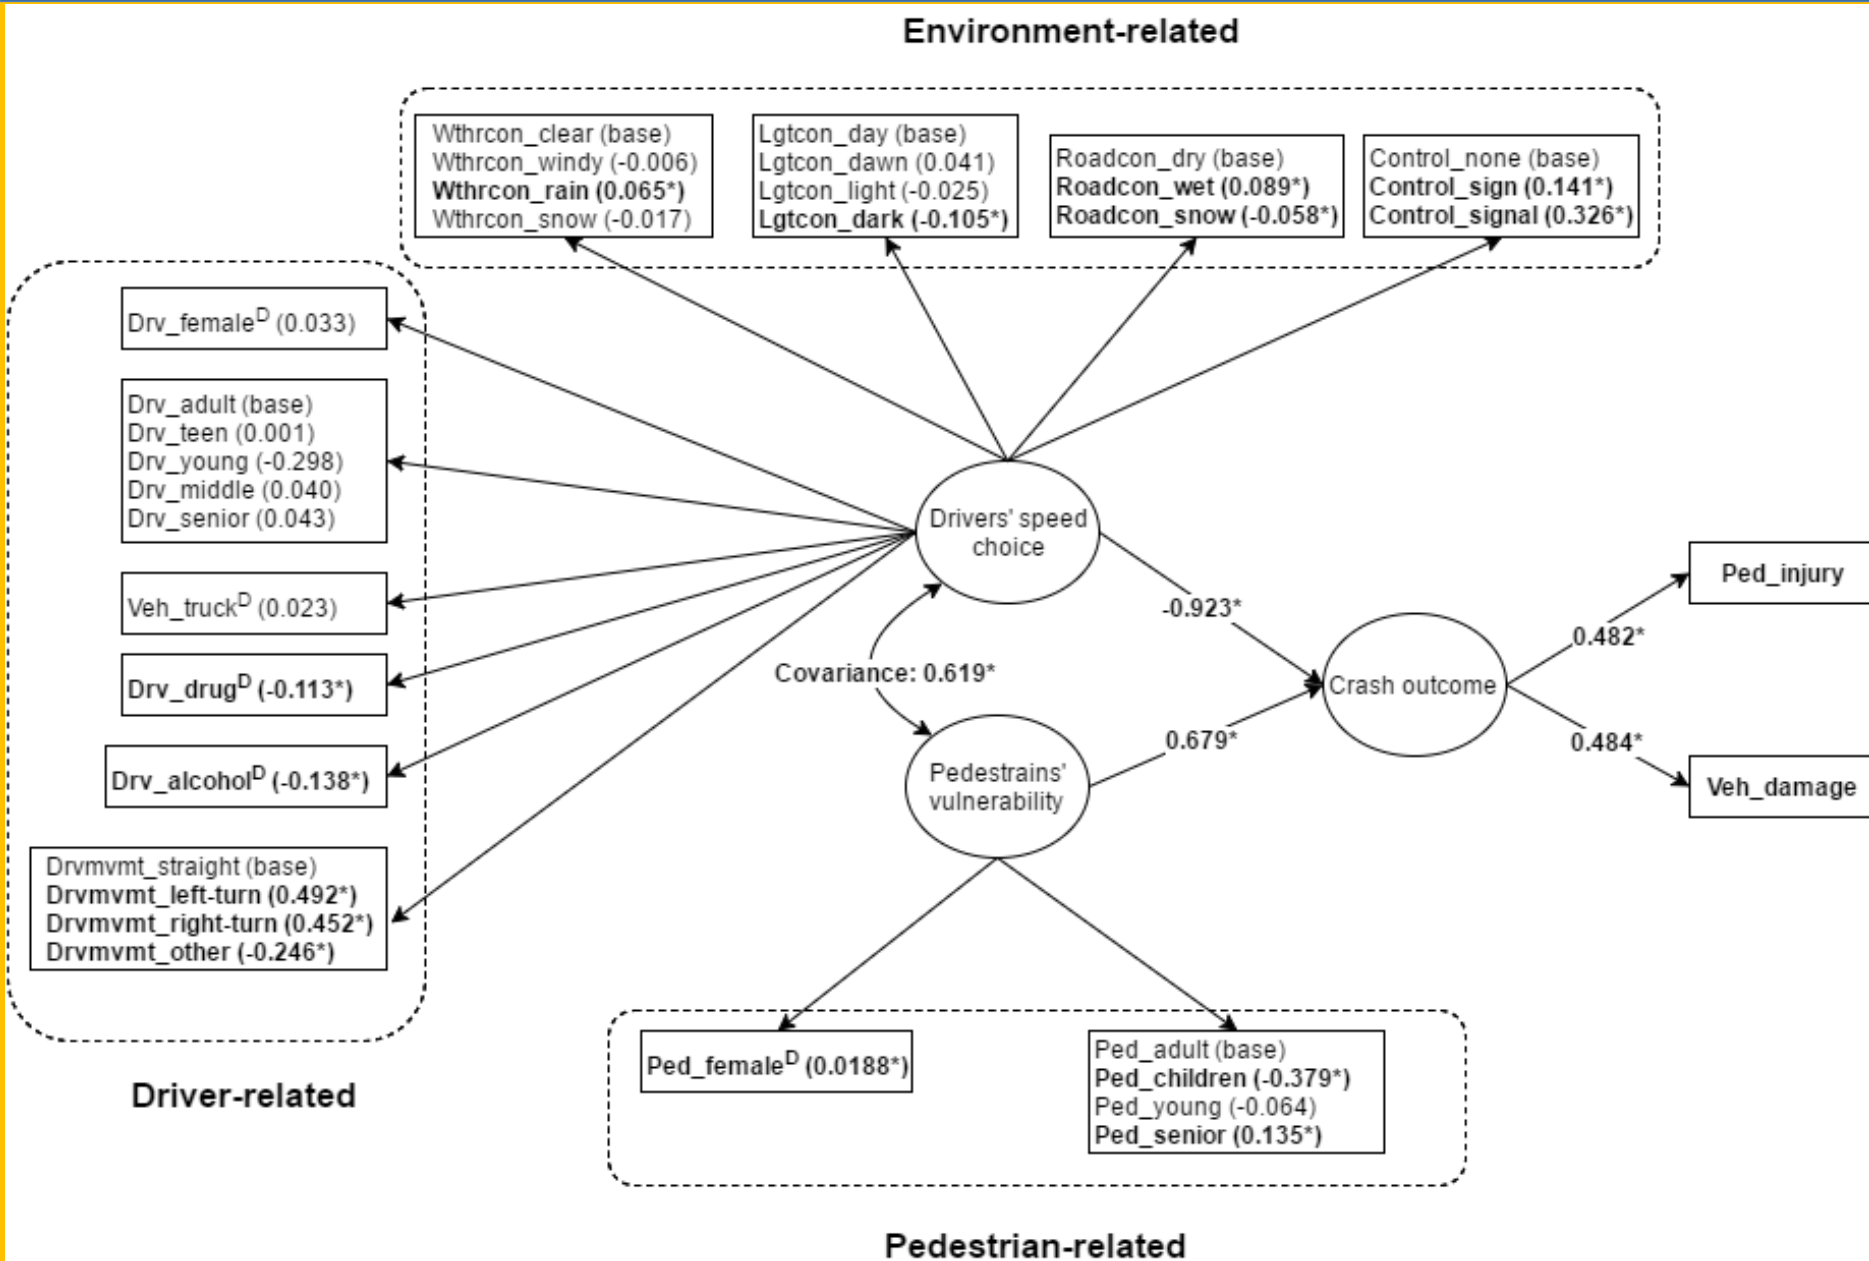 Environment-related
Wthrcon_clear (base)
Wthrcon_windy (-0.006)
Wthrcon_rain (0.065*)
Wthrcon_snow (-0.017)
Lgtcon_day (base)
Lgtcon_dawn (0.041)
Lgtcon_light (-0.025)
Lgtcon_dark (-0.105*)
Roadcon_dry (base)
Roadcon_wet (0.089*)
Roadcon_snow (-0.058*)
Control_none (base)
Control_sign (0.141*)
Control_signal (0.326*)
Drv_female^D (0.033)
Drv_adult (base)
Drv_teen (0.001)
Drv_young (-0.298)
Drv_middle (0.040)
Drv_senior (0.043)
Veh_truck^D (0.023)
Drv_drug^D (-0.113*)
Drv_alcohol^D (-0.138*)
Drvmvmt_straight (base)
Drvmvmt_left-turn (0.492*)
Drvmvmt_right-turn (0.452*)
Drvmvmt_other (-0.246*)
Driver-related
Drivers' speed
choice
-0.923*
Covariance: 0.619*
Pedestrains'
vulnerability
0.679*
Crash outcome
0.482*
0.484*
Ped_injury
Veh_damage
Ped_female^D (0.0188*)
Ped_adult (base)
Ped_children (-0.379*)
Ped_young (-0.064)
Ped_senior (0.135*)
Pedestrian-related